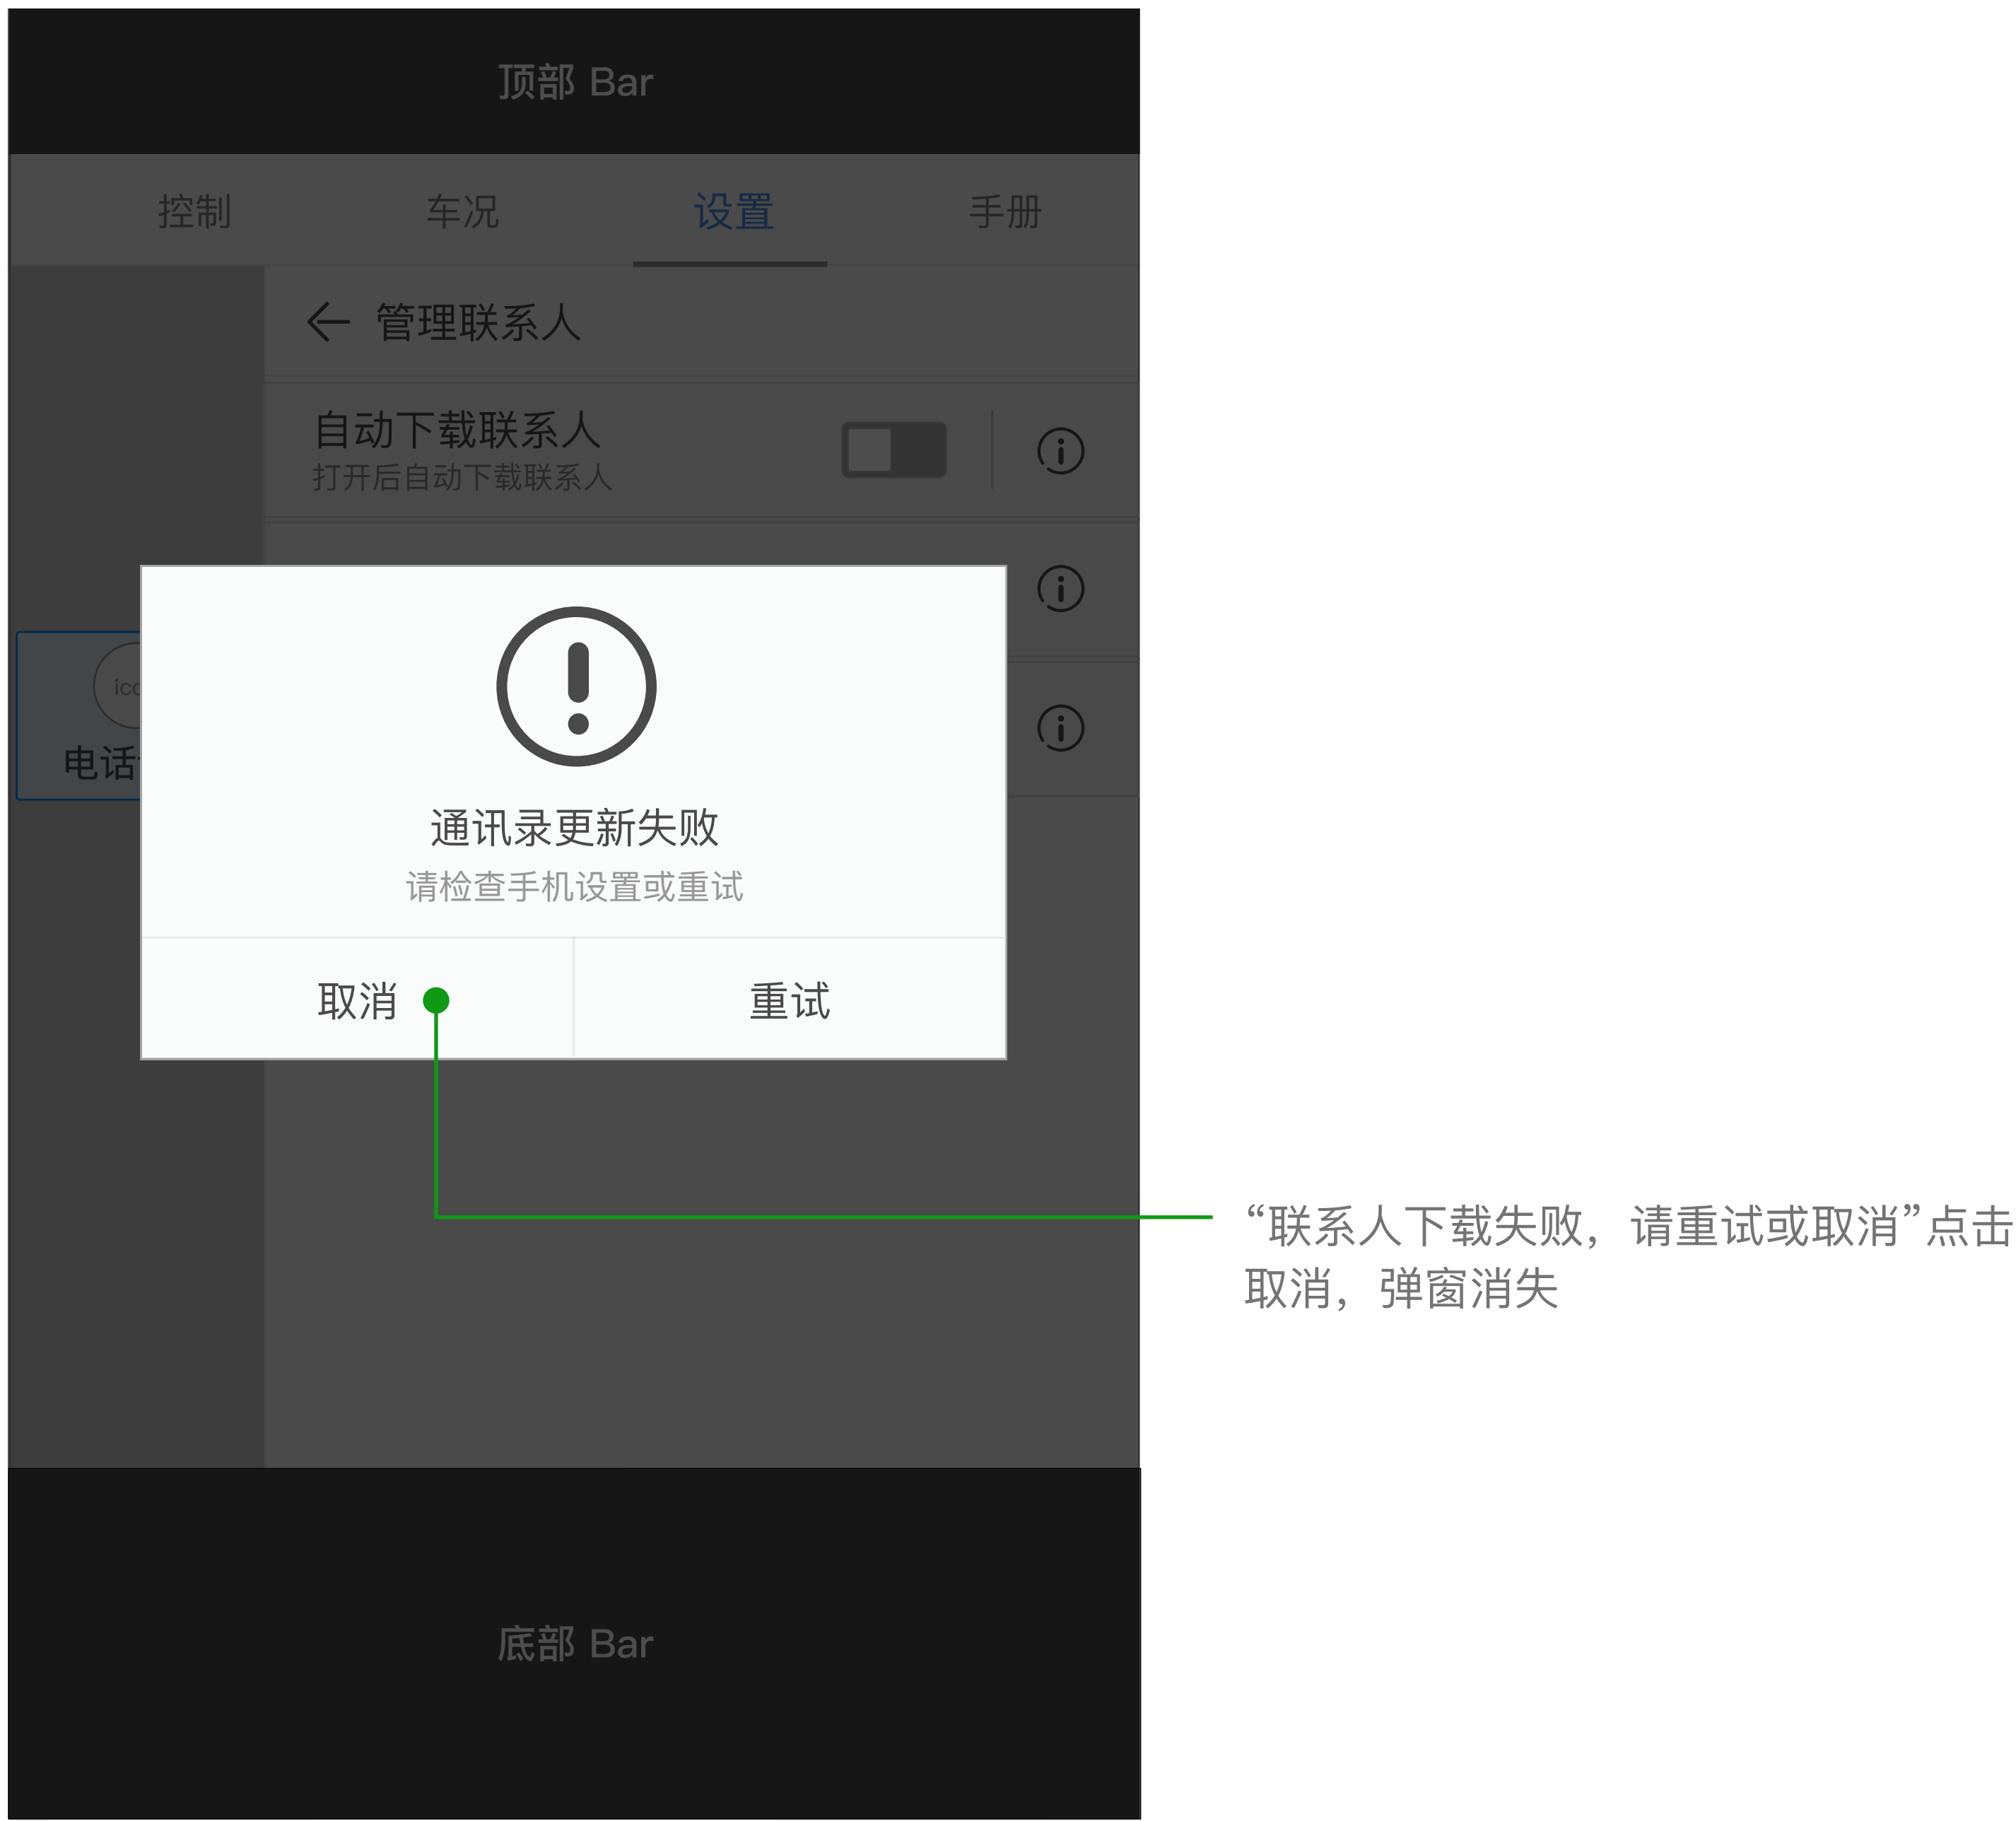 顶部 Bar
控制 车况 设置 手册
管理联系人
自动下载联系人
打开后自动下载联系人
ico
电话
通讯录更新失败
请检查手机设置或重试
取消 重试
“联系人下载失败，请重试或取消”点击
取消，弹窗消失
底部 Bar